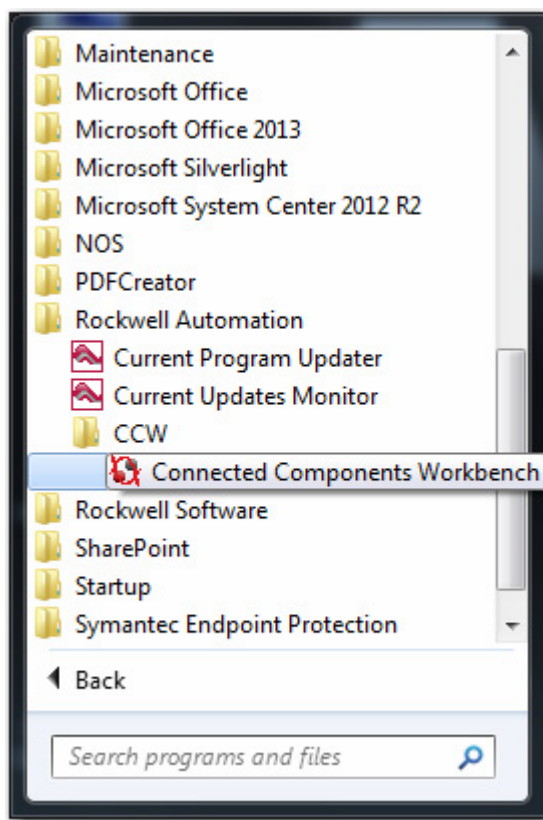 Maintenance
Microsoft Office
Microsoft Office 2013
Microsoft Silverlight
Microsoft System Center 2012 R2
NOS
PDFCreator
Rockwell Automation
Current Program Updater
Current Updates Monitor
CCW
Connected Components Workbench
Rockwell Software
SharePoint
Startup
Symantec Endpoint Protection
Back
Search programs and files